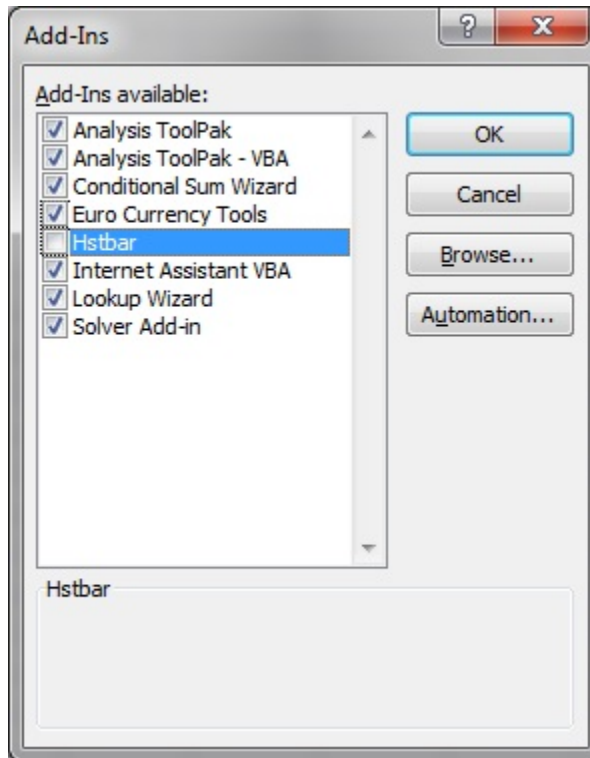 Add-Ins
Add-Ins available:
Analysis ToolPak
Analysis ToolPak - VBA
Conditional Sum Wizard
Euro Currency Tools
Hstbar
Internet Assistant VBA
Lookup Wizard
Solver Add-in
OK
Cancel
Browse...
Automation...
Hstbar